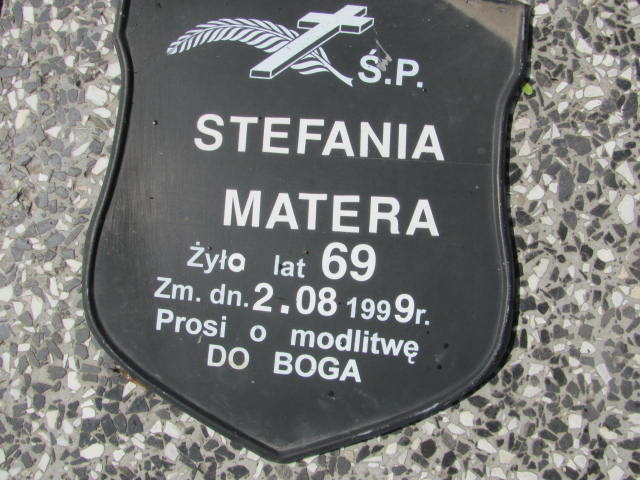 Ś.P.
STEFANIA
MATERA
Żyło lat 69
Zm. dn. 2.08 1999r.
Prosi o modlitwę
DO BOGA